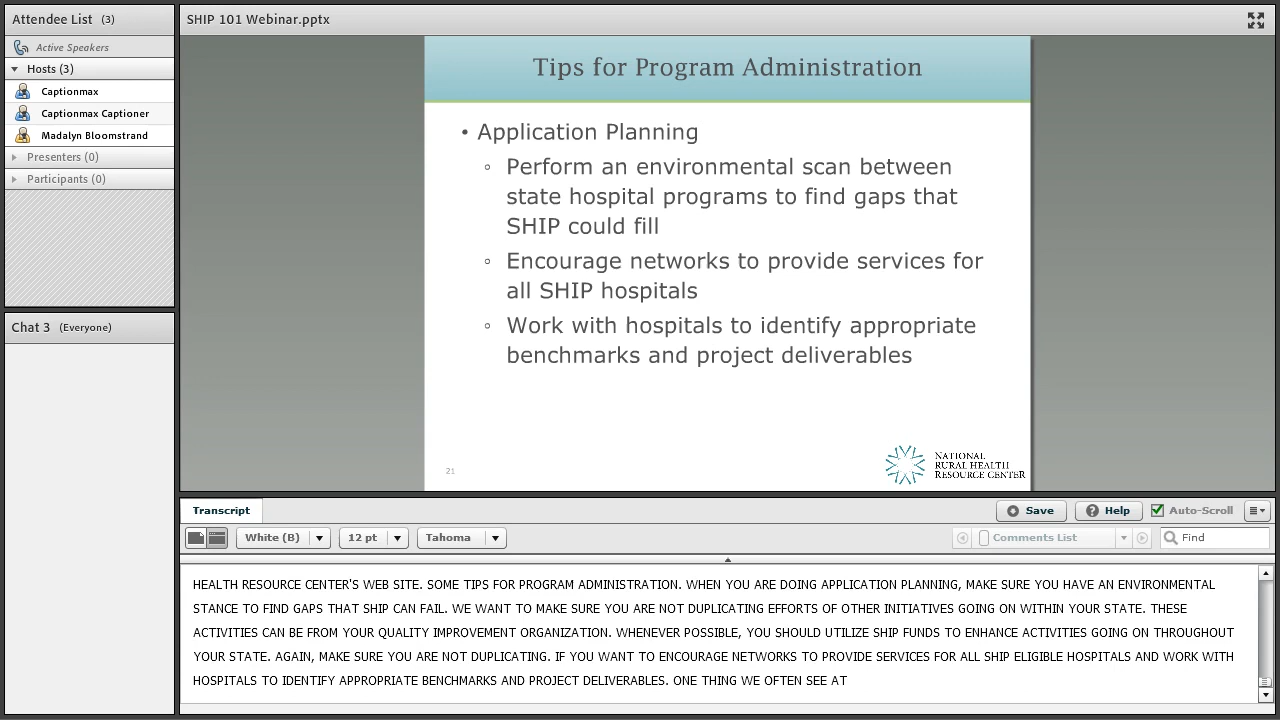 Attendee List (3)
Active Speakers
Hosts (3)
Captionmax
Captionmax Captioner
Madalyn Bloomstrand
Presenters (0)
Participants (0)
Chat 3 (Everyone)
SHIP 101 Webinar.pptx
Tips for Program Administration
• Application Planning
◦ Perform an environmental scan between
state hospital programs to find gaps that
SHIP could fill
◦ Encourage networks to provide services for
all SHIP hospitals
◦ Work with hospitals to identify appropriate
benchmarks and project deliverables
21
NATIONAL
RURAL HEALTH
RESOURCE CENTER
Transcript
Save
Help
Auto-Scroll
White (B)
12 pt
Tahoma
Comments List
Find
HEALTH RESOURCE CENTER'S WEB SITE. SOME TIPS FOR PROGRAM ADMINISTRATION. WHEN YOU ARE DOING APPLICATION PLANNING, MAKE SURE YOU HAVE AN ENVIRONMENTAL
STANCE TO FIND GAPS THAT SHIP CAN FAIL. WE WANT TO MAKE SURE YOU ARE NOT DUPLICATING EFFORTS OF OTHER INITIATIVES GOING ON WITHIN YOUR STATE. THESE
ACTIVITIES CAN BE FROM YOUR QUALITY IMPROVEMENT ORGANIZATION. WHENEVER POSSIBLE, YOU SHOULD UTILIZE SHIP FUNDS TO ENHANCE ACTIVITIES GOING ON THROUGHOUT
YOUR STATE. AGAIN, MAKE SURE YOU ARE NOT DUPLICATING. IF YOU WANT TO ENCOURAGE NETWORKS TO PROVIDE SERVICES FOR ALL SHIP ELIGIBLE HOSPITALS AND WORK WITH
HOSPITALS TO IDENTIFY APPROPRIATE BENCHMARKS AND PROJECT DELIVERABLES. ONE THING WE OFTEN SEE AT